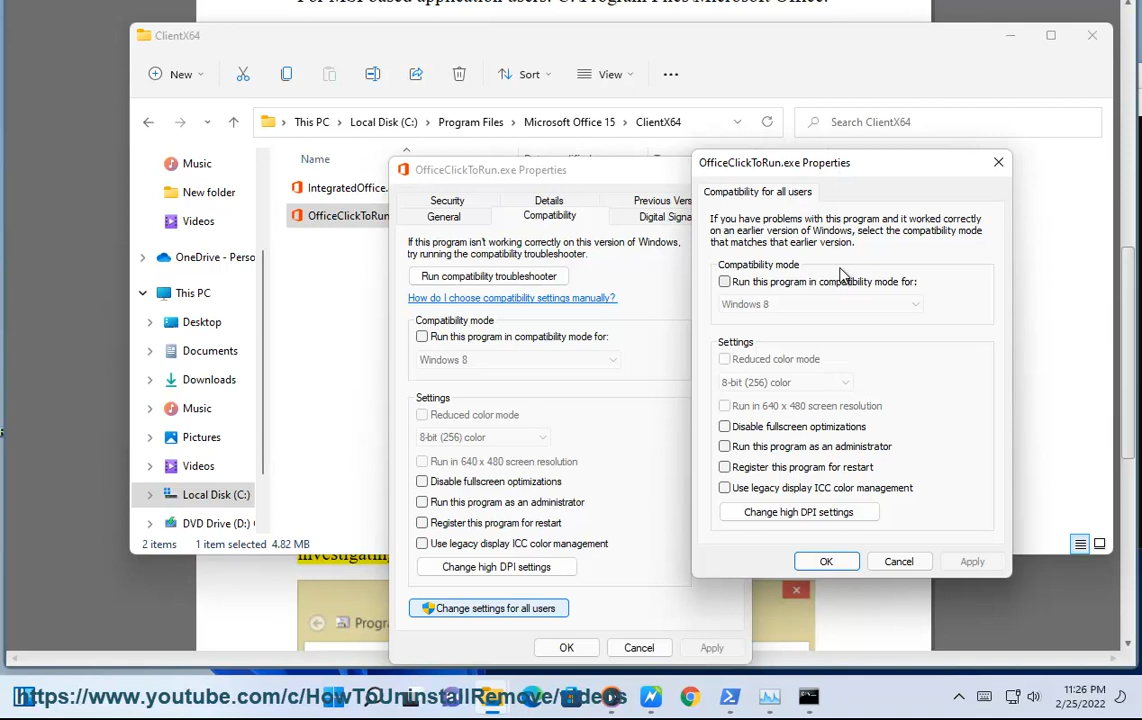 For MSI based application users: C: Program Files Microsoft Office.
ClientX64
New
Sort
View
This PC > Local Disk (C:) > Program Files > Microsoft Office 15 > ClientX64
Search ClientX64
Name
IntegratedOffice.
OfficeClickToRun
Music
New folder
Videos
OneDrive - Perso
This PC
Desktop
Documents
Downloads
Music
Pictures
Videos
Local Disk (C:)
DVD Drive (D:)
2 items
1 item selected 4.82 MB
OfficeClickToRun.exe Properties
Security
Details
Previous Vers
General
Compatibility
Digital Signa
If this program isn't working correctly on this version of Windows,
try running the compatibility troubleshooter.
Run compatibility troubleshooter
How do I choose compatibility settings manually?
Compatibility mode
Run this program in compatibility mode for:
Windows 8
Settings
Reduced color mode
8-bit (256) color
Run in 640 x 480 screen resolution
Disable fullscreen optimizations
Run this program as an administrator
Register this program for restart
Use legacy display ICC color management
Change high DPI settings
Change settings for all users
OK
Cancel
Apply
OfficeClickToRun.exe Properties
Compatibility for all users
If you have problems with this program and it worked correctly
on an earlier version of Windows, select the compatibility mode
that matches that earlier version.
Compatibility mode
Run this program in compatibility mode for:
Windows 8
Settings
Reduced color mode
8-bit (256) color
Run in 640 x 480 screen resolution
Disable fullscreen optimizations
Run this program as an administrator
Register this program for restart
Use legacy display ICC color management
Change high DPI settings
OK
Cancel
Apply
investigating
Progr
https://www.youtube.com/c/HowToUninstallRemove/videos
11:26 PM
2/25/2022